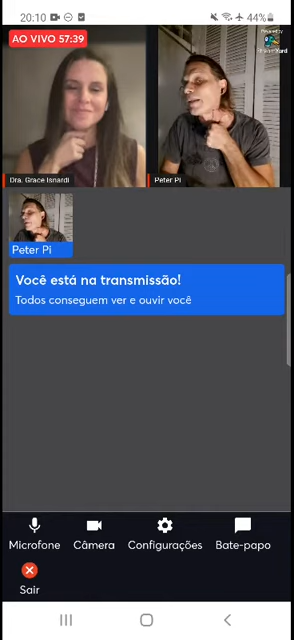 20:10
44%
AO VIVO 57:39
Dra. Grace Isnardi
Peter Pi
Peter Pi
Você está na transmissão!
Todos conseguem ver e ouvir você
Microfone
Câmera
Configurações
Bate-papo
Sair